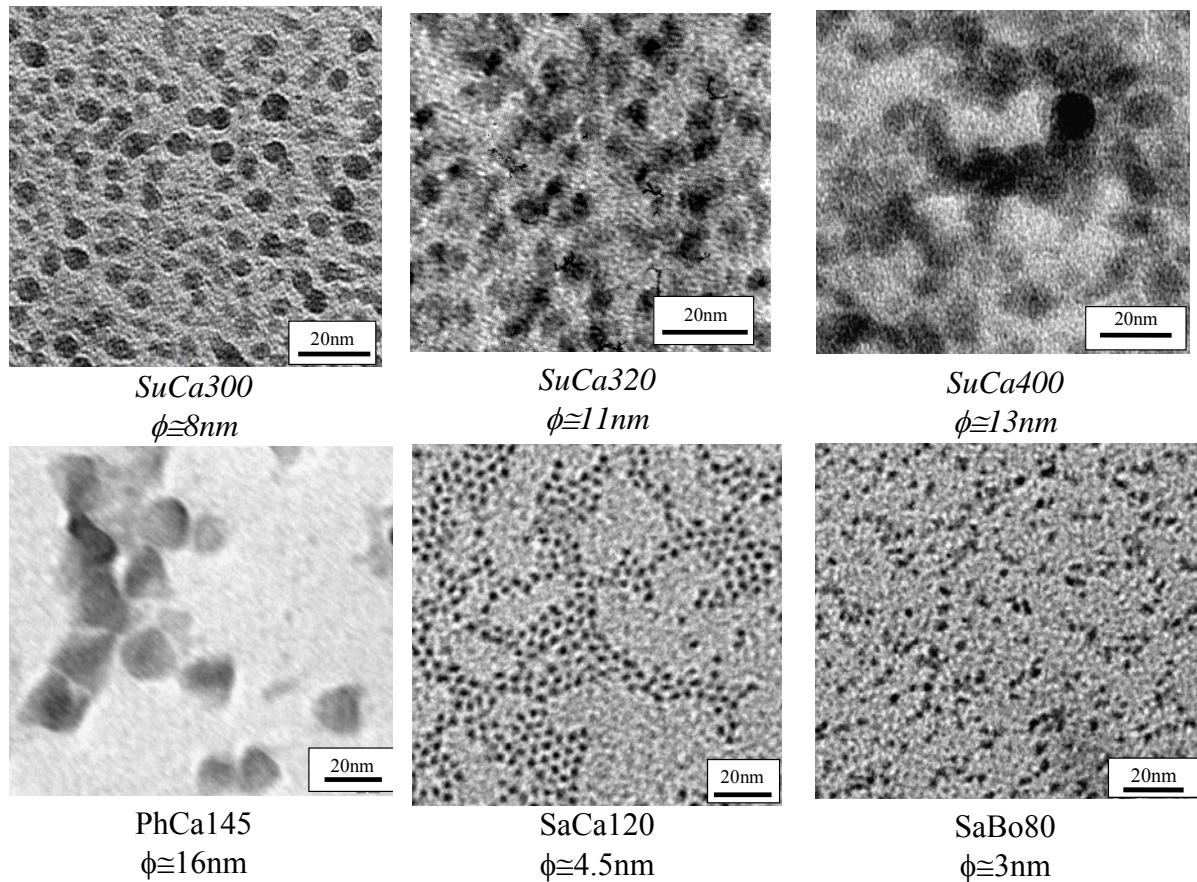 20nm
20nm
20nm
SuCa300
ϕ≅8nm
SuCa320
ϕ≅11nm
SuCa400
ϕ≅13nm
20nm
20nm
20nm
PhCa145
ϕ≅16nm
SaCa120
ϕ≅4.5nm
SaBo80
ϕ≅3nm